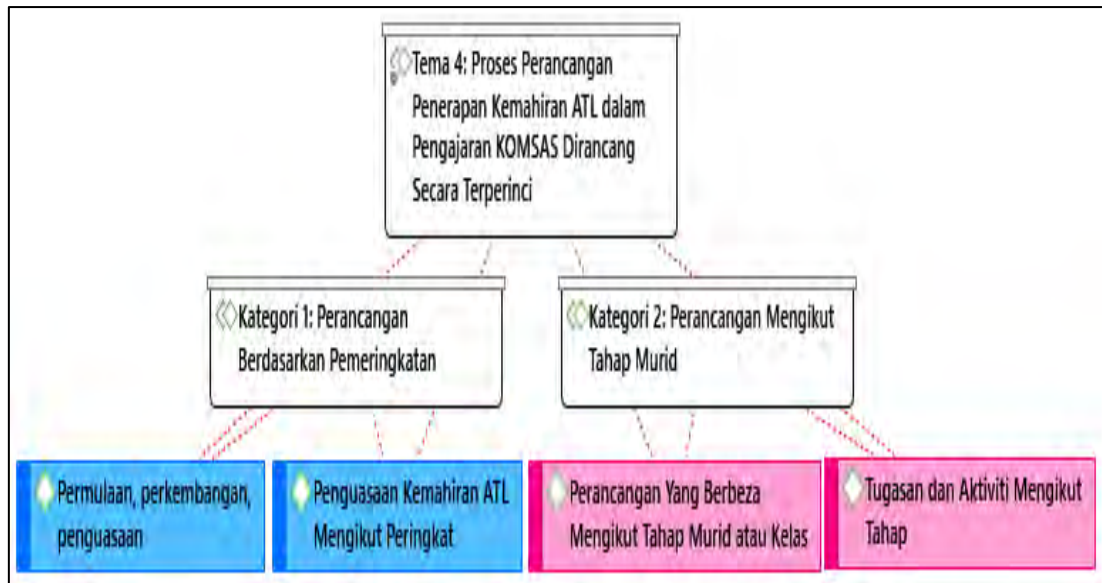 Tema 4: Proses Perancangan
Penerapan Kemahiran ATL dalam
Pengajaran KOMSAS Dirancang
Secara Terperinci
Kategori 1: Perancangan
Berdasarkan Pemeringkatan
Kategori 2: Perancangan Mengikut
Tahap Murid
Permulaan, perkembangan,
penguasaan
Penguasaan Kemahiran ATL
Mengikut Peringkat
Perancangan Yang Berbeza
Mengikut Tahap Murid atau Kelas
Tugasan dan Aktiviti Mengikut
Tahap